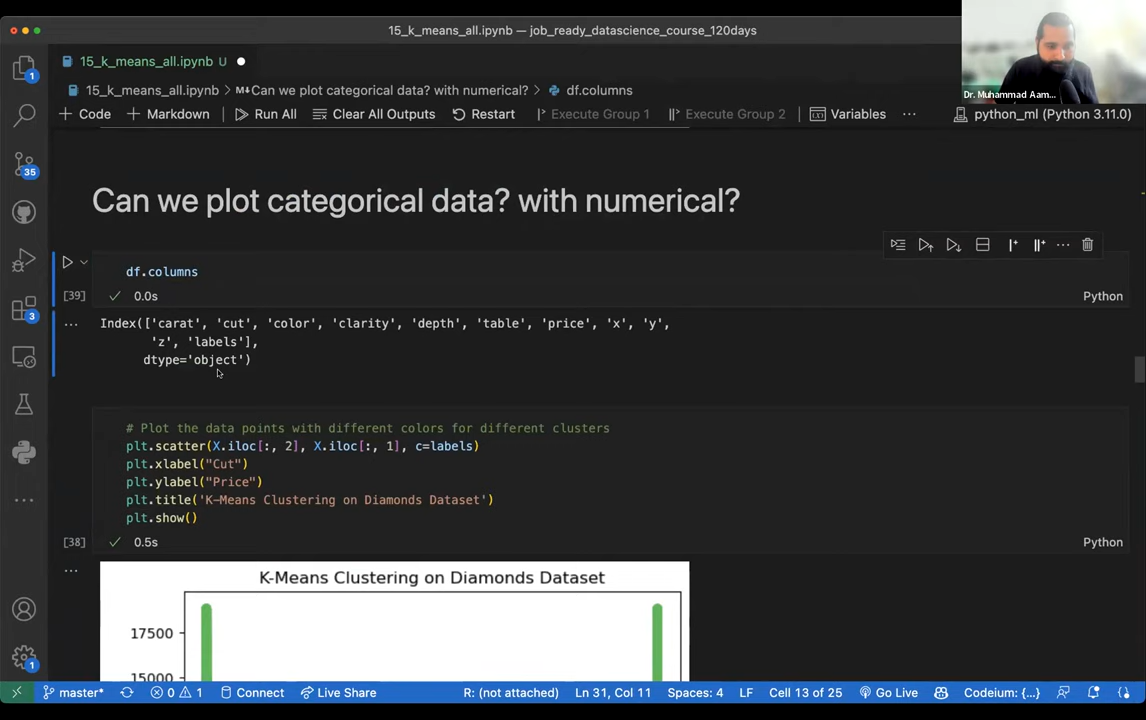 15_k_means_all.ipynb — job_ready_datascience_course_120days
15_k_means_all.ipynb U
15_k_means_all.ipynb > M↓Can we plot categorical data? with numerical? > df.columns
+ Code + Markdown Run All Clear All Outputs Restart Execute Group 1 Execute Group 2 Variables ... python_ml (Python 3.11.0)
Dr. Muhammad Aam...
1
35
3
1
Can we plot categorical data? with numerical?
df.columns
[39] 0.0s Python
Index(['carat', 'cut', 'color', 'clarity', 'depth', 'table', 'price', 'x', 'y',
'z', 'labels'],
dtype='object')
# Plot the data points with different colors for different clusters
plt.scatter(X.iloc[:, 2], X.iloc[:, 1], c=labels)
plt.xlabel("Cut")
plt.ylabel("Price")
plt.title('K-Means Clustering on Diamonds Dataset')
plt.show()
[38] 0.5s Python
K-Means Clustering on Diamonds Dataset
17500
15000
master* 0 1 Connect Live Share R: (not attached) Ln 31, Col 11 Spaces: 4 LF Cell 13 of 25 Go Live Codeium: {...}